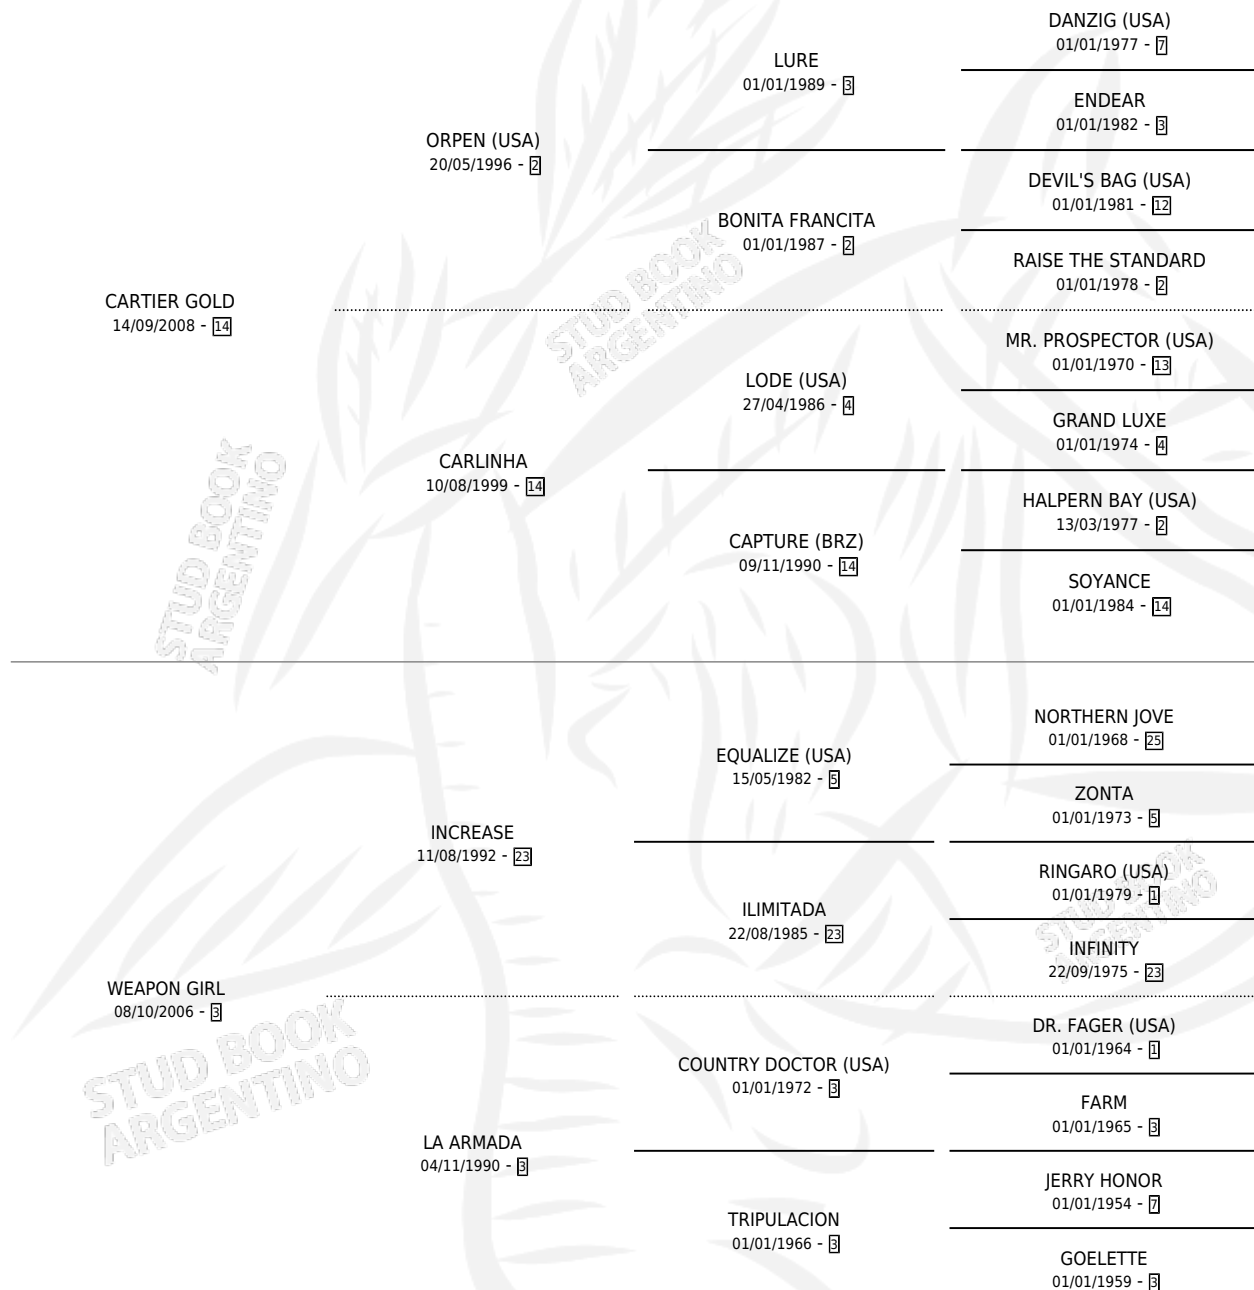 DANZIG (USA)
01/01/1977 - 7
LURE
01/01/1989 - 3
ENDEAR
01/01/1982 - 3
ORPEN (USA)
20/05/1996 - 2
DEVIL'S BAG (USA)
01/01/1981 - 12
BONITA FRANCITA
01/01/1987 - 2
RAISE THE STANDARD
01/01/1978 - 2
CARTIER GOLD
14/09/2008 - 14
STUD BOOK
ARGENTINO
MR. PROSPECTOR (USA)
01/01/1970 - 13
LODE (USA)
27/04/1986 - 4
GRAND LUXE
01/01/1974 - 4
CARLINHA
10/08/1999 - 14
HALPERN BAY (USA)
13/03/1977 - 2
CAPTURE (BRZ)
09/11/1990 - 14
SOYANCE
01/01/1984 - 14
STUD BOOK
ARGENTINO
NORTHERN JOVE
01/01/1968 - 25
EQUALIZE (USA)
15/05/1982 - 5
ZONTA
01/01/1973 - 5
INCREASE
11/08/1992 - 23
RINGARO (USA)
01/01/1979 - 1
ILIMITADA
22/08/1985 - 23
INFINITY
22/09/1975 - 23
STUD BOOK
ARGENTINO
WEAPON GIRL
08/10/2006 - 3
STUD BOOK
ARGENTINO
DR. FAGER (USA)
01/01/1964 - 1
COUNTRY DOCTOR (USA)
01/01/1972 - 3
FARM
01/01/1965 - 3
LA ARMADA
04/11/1990 - 3
JERRY HONOR
01/01/1954 - 7
TRIPULACION
01/01/1966 - 3
GOELETTE
01/01/1959 - 3